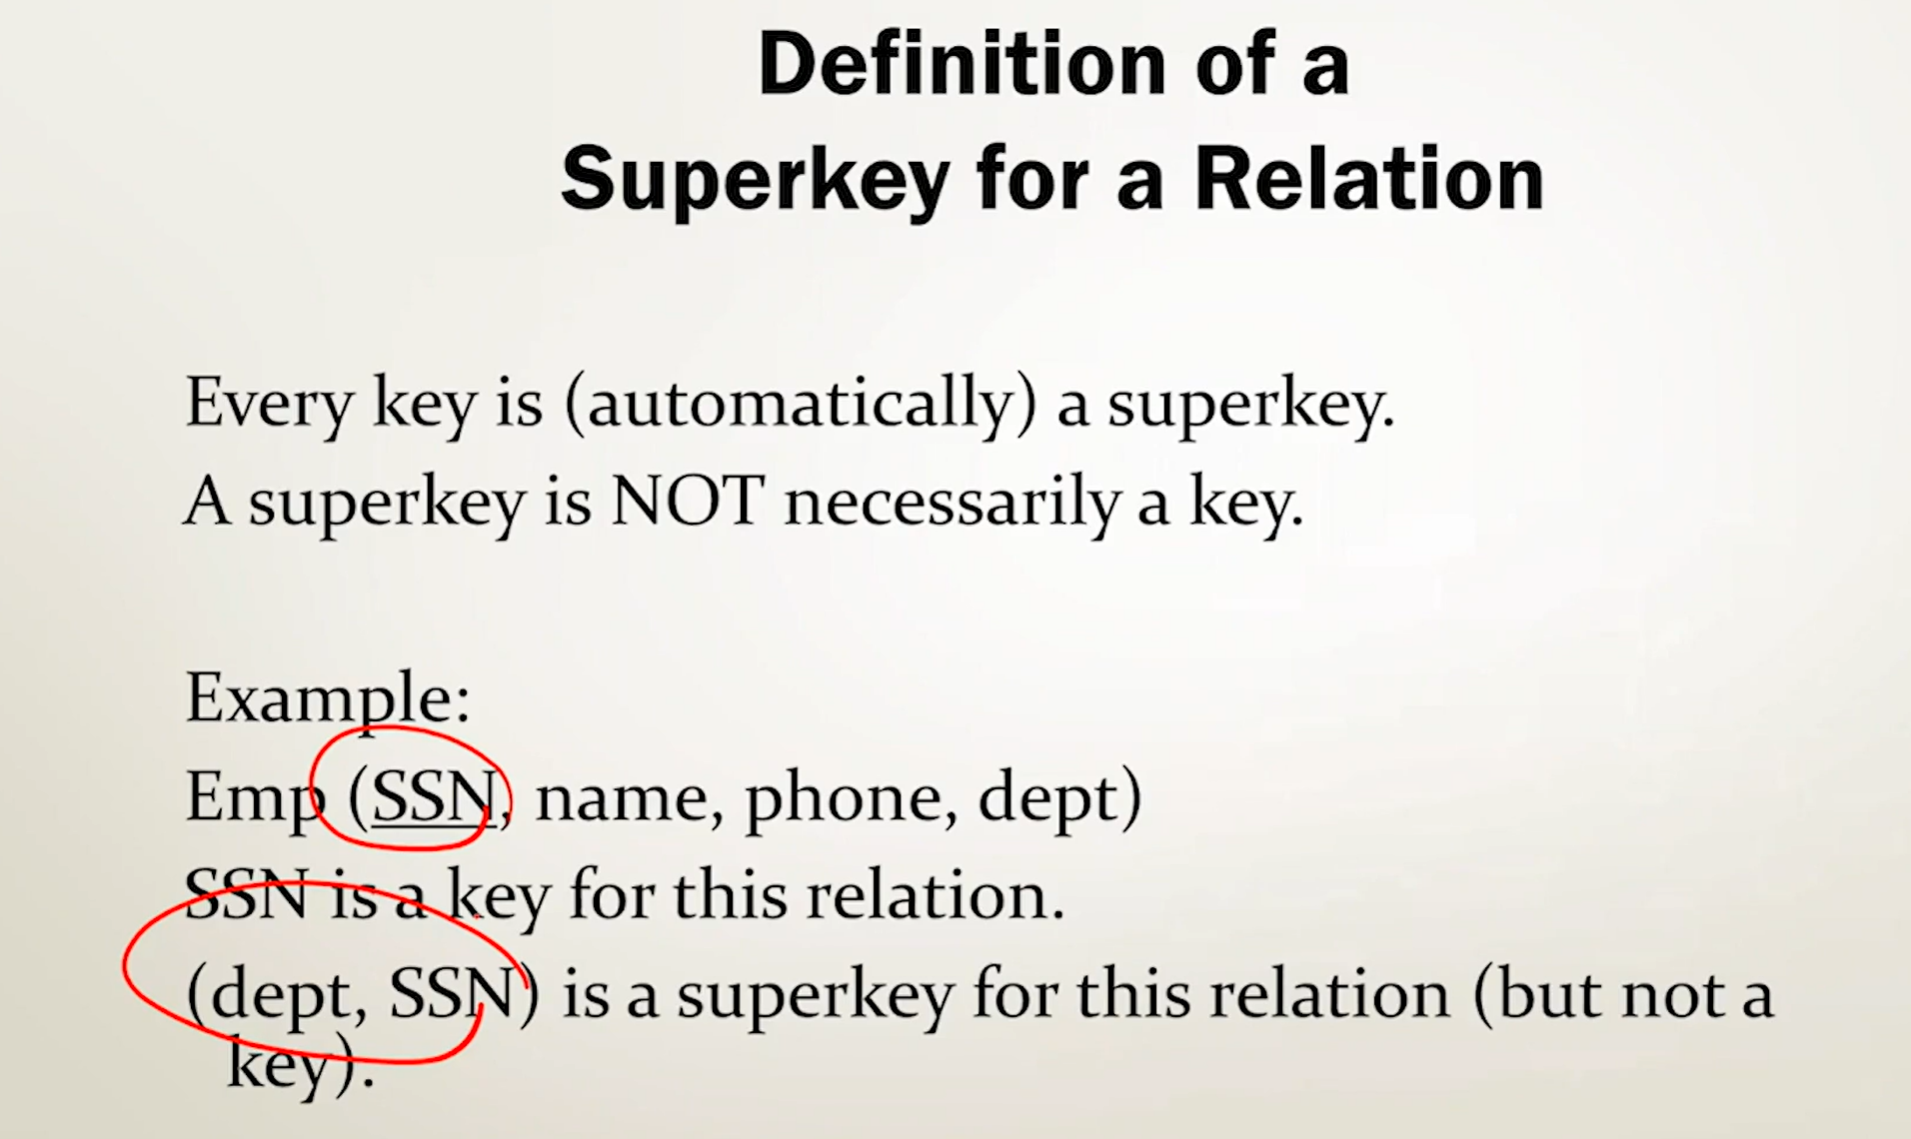 Definition of a
Superkey for a Relation
Every key is (automatically) a superkey.
A superkey is NOT necessarily a key.
Example:
Emp (SSN, name, phone, dept)
SSN is a key for this relation.
(dept, SSN) is a superkey for this relation (but not a
key).